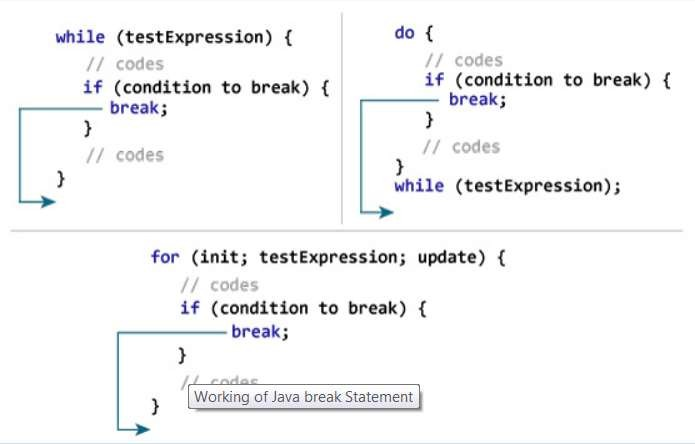 while (testExpression) {
// codes
if (condition to break) {
break;
}
// codes
}
do {
// codes
if (condition to break) {
break;
}
// codes
}
while (testExpression);
for (init; testExpression; update) {
// codes
if (condition to break) {
break;
}
// codes
Working of Java break Statement
}